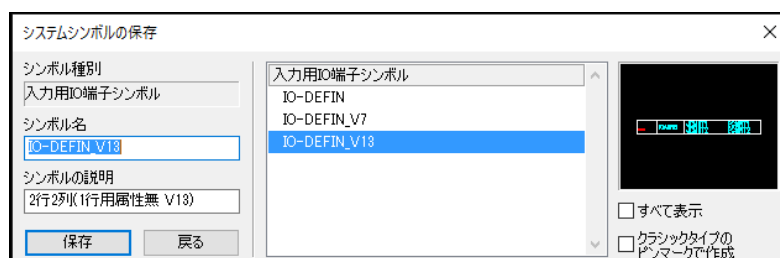 システムシンボルの保存
シンボル種別
入力用IO端子シンボル
シンボル名
IO-DEFIN_V13
シンボルの説明
2行2列(1行用属性無 V13)
保存
戻る
入力用IO端子シンボル
IO-DEFIN
IO-DEFIN_V7
IO-DEFIN_V13
すべて表示
クラシックタイプの
ピンマークで作成